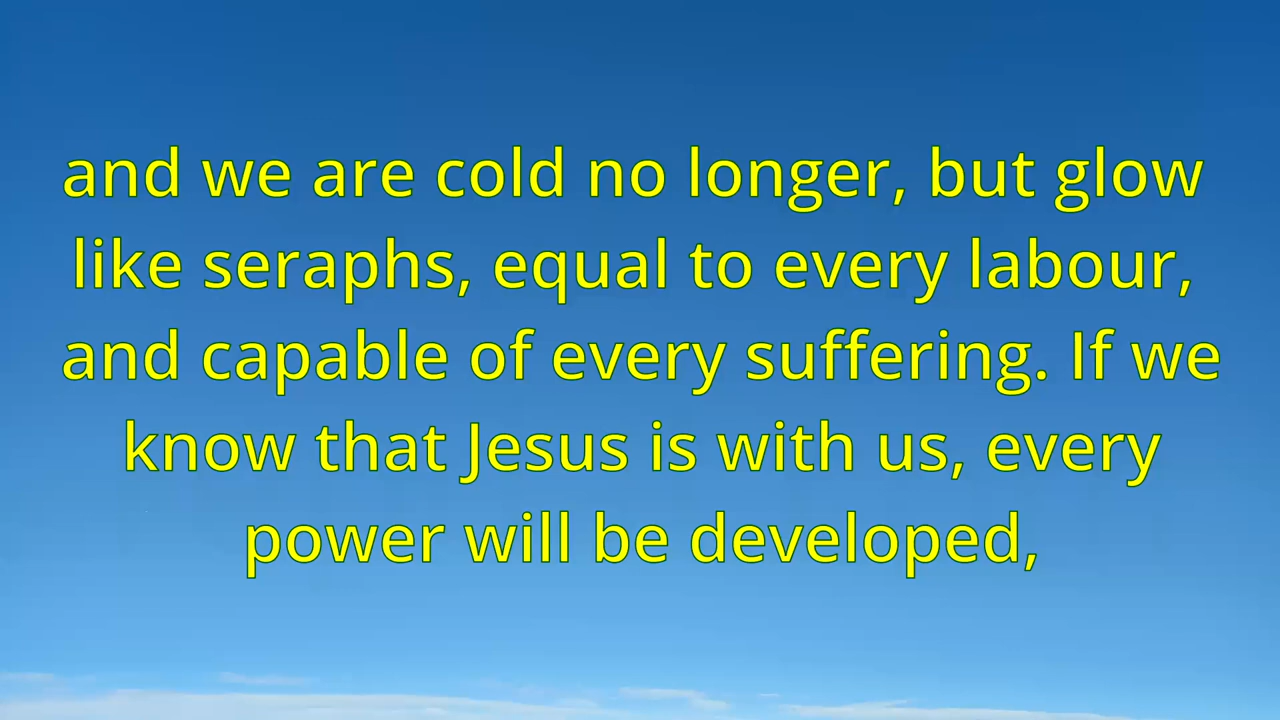 and we are cold no longer, but glow
like seraphs, equal to every labour,
and capable of every suffering. If we
know that Jesus is with us, every
power will be developed,